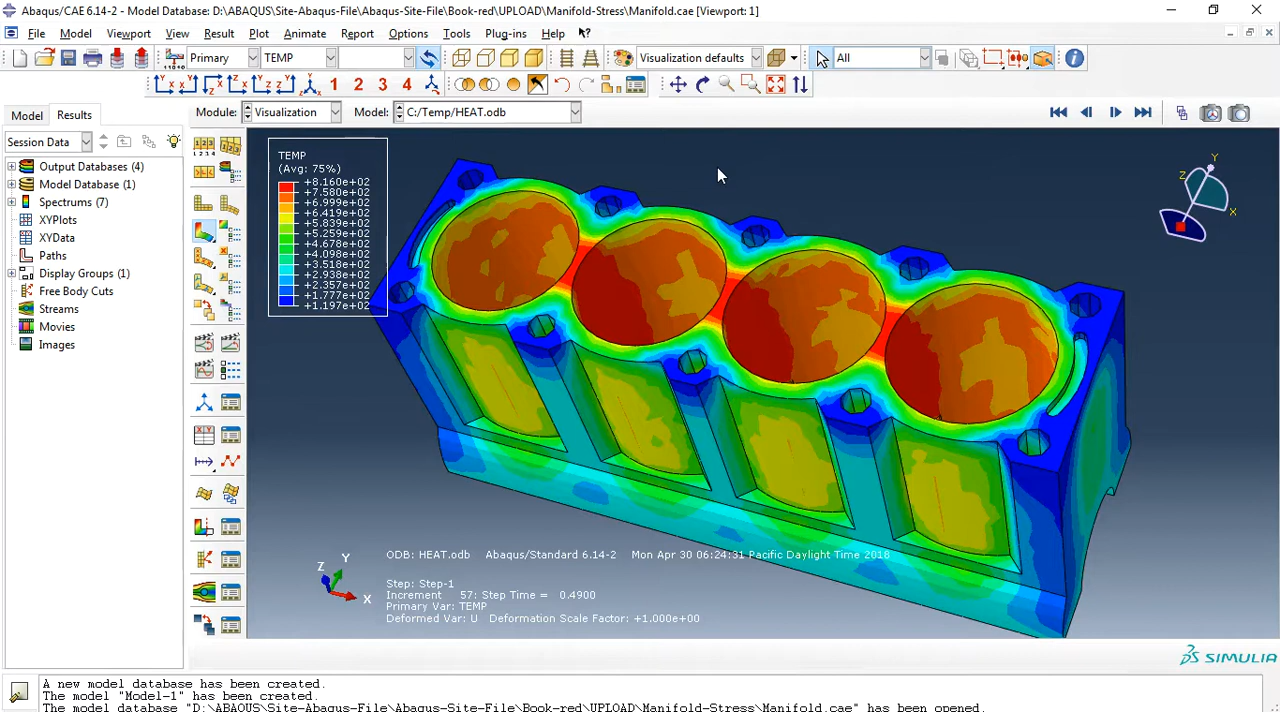 Abaqus/CAE 6.14-2 - Model Database: D:\ABAQUS\Site-Abaqus-File\Abaqus-Site-File\Book-red\UPLOAD\Manifold-Stress\Manifold.cae [Viewport: 1]
File Model Viewport View Result Plot Animate Report Options Tools Plug-ins Help
Primary TEMP Visualization defaults All
1 2 3 4
Model Results Module: Visualization Model: C:/Temp/HEAT.odb
Session Data
Output Databases (4)
Model Database (1)
Spectrums (7)
XYPlots
XYData
Paths
Display Groups (1)
Free Body Cuts
Streams
Movies
Images
TEMP
(Avg: 75%)
+8.160e+02
+7.580e+02
+6.999e+02
+6.419e+02
+5.839e+02
+5.258e+02
+4.678e+02
+4.098e+02
+3.518e+02
+2.938e+02
+2.357e+02
+1.777e+02
+1.197e+02
Y
Z
X
ODB: HEAT.odb Abaqus/Standard 6.14-2 Mon Apr 30 06:24:31 Pacific Daylight Time 2018
Y
Z
X
Step: Step-1
Increment 57: Step Time = 0.4900
Primary Var: TEMP
Deformed Var: U Deformation Scale Factor: +1.000e+00
SIMULIA
A new model database has been created.
The model "Model-1" has been created.
The model database "D:\ABAQUS\Site-Abaqus-File\Abaqus-Site-File\Book-red\UPLOAD\Manifold-Stress\Manifold.cae" has been opened.